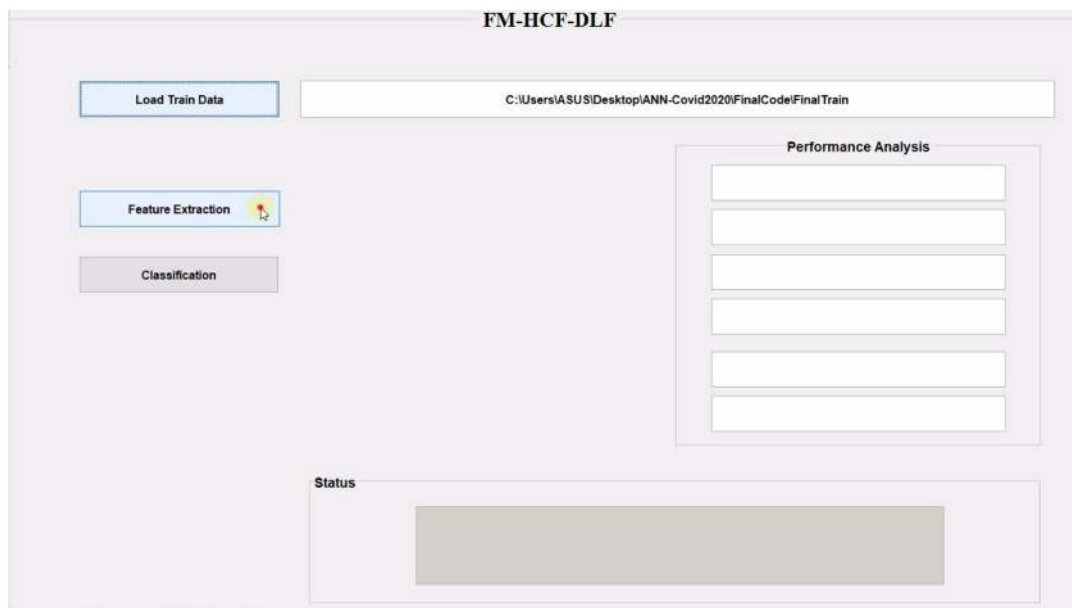 FM-HCF-DLF
Load Train Data
C:\Users\ASUS\Desktop\ANN-Covid2020\FinalCode\FinalTrain
Performance Analysis
Feature Extraction
Classification
Status